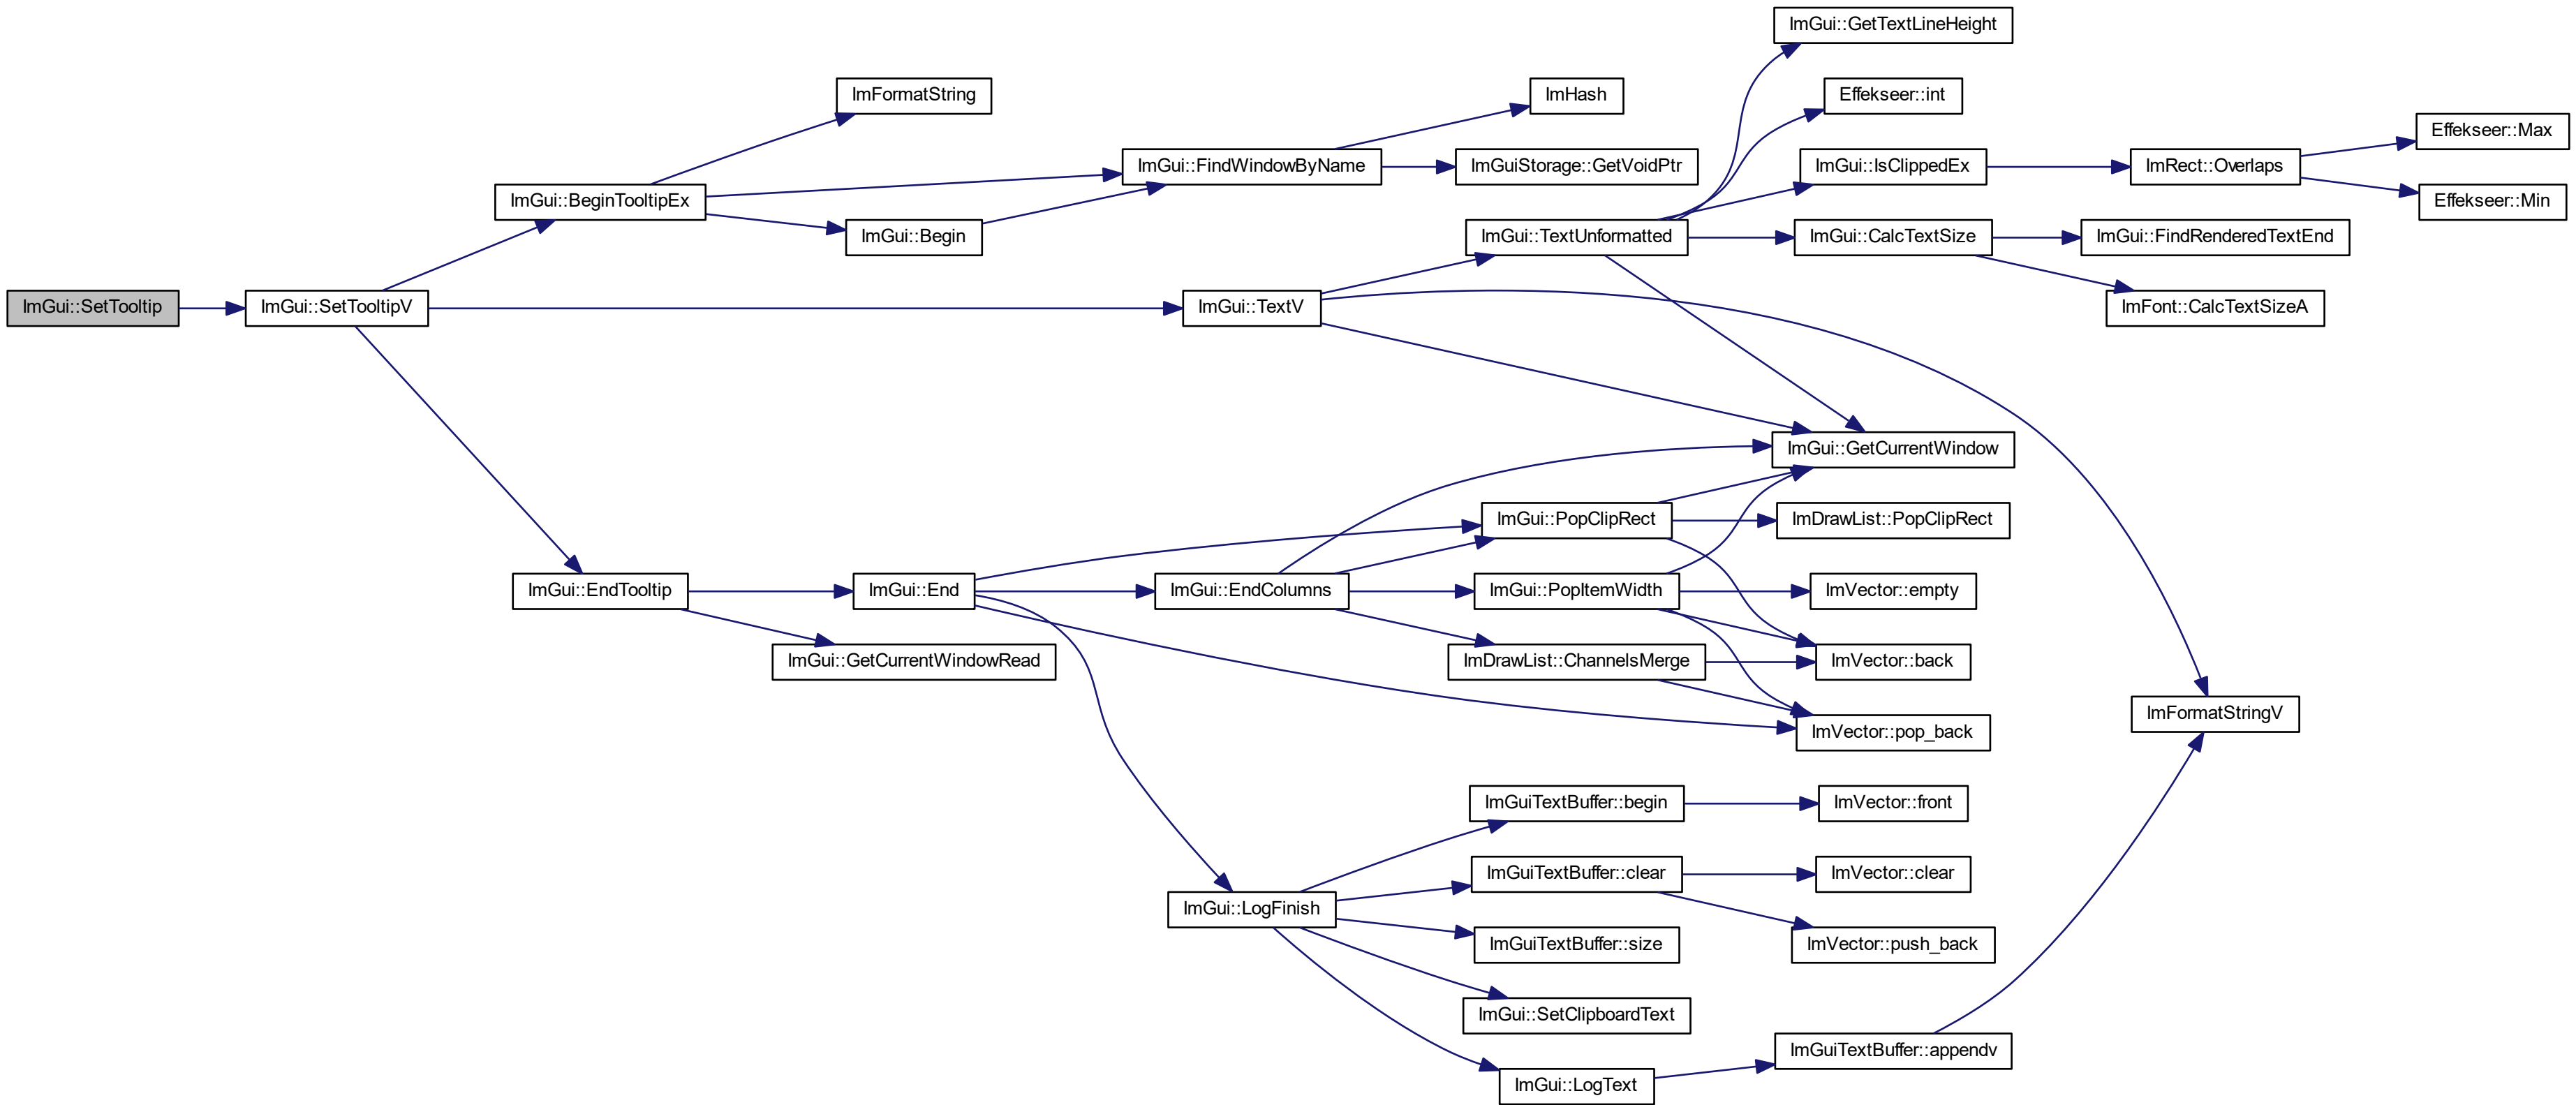 ImGui::GetTextLineHeight
ImFormatString
ImHash
Effekseer::int
Effekseer::Max
ImGui::FindWindowByName
ImGuiStorage::GetVoidPtr
ImGui::IsClippedEx
ImRect::Overlaps
ImGui::BeginTooltipEx
Effekseer::Min
ImGui::Begin
ImGui::TextUnformatted
ImGui::CalcTextSize
ImGui::FindRenderedTextEnd
ImGui::SetTooltip
ImGui::SetTooltipV
ImGui::TextV
ImFont::CalcTextSizeA
ImGui::GetCurrentWindow
ImGui::PopClipRect
ImDrawList::PopClipRect
ImGui::EndTooltip
ImGui::End
ImGui::EndColumns
ImGui::PopItemWidth
ImVector::empty
ImGui::GetCurrentWindowRead
ImDrawList::ChannelsMerge
ImVector::back
ImFormatStringV
ImVector::pop_back
ImGuiTextBuffer::begin
ImVector::front
ImGuiTextBuffer::clear
ImVector::clear
ImGui::LogFinish
ImGuiTextBuffer::size
ImVector::push_back
ImGui::SetClipboardText
ImGuiTextBuffer::appendv
ImGui::LogText